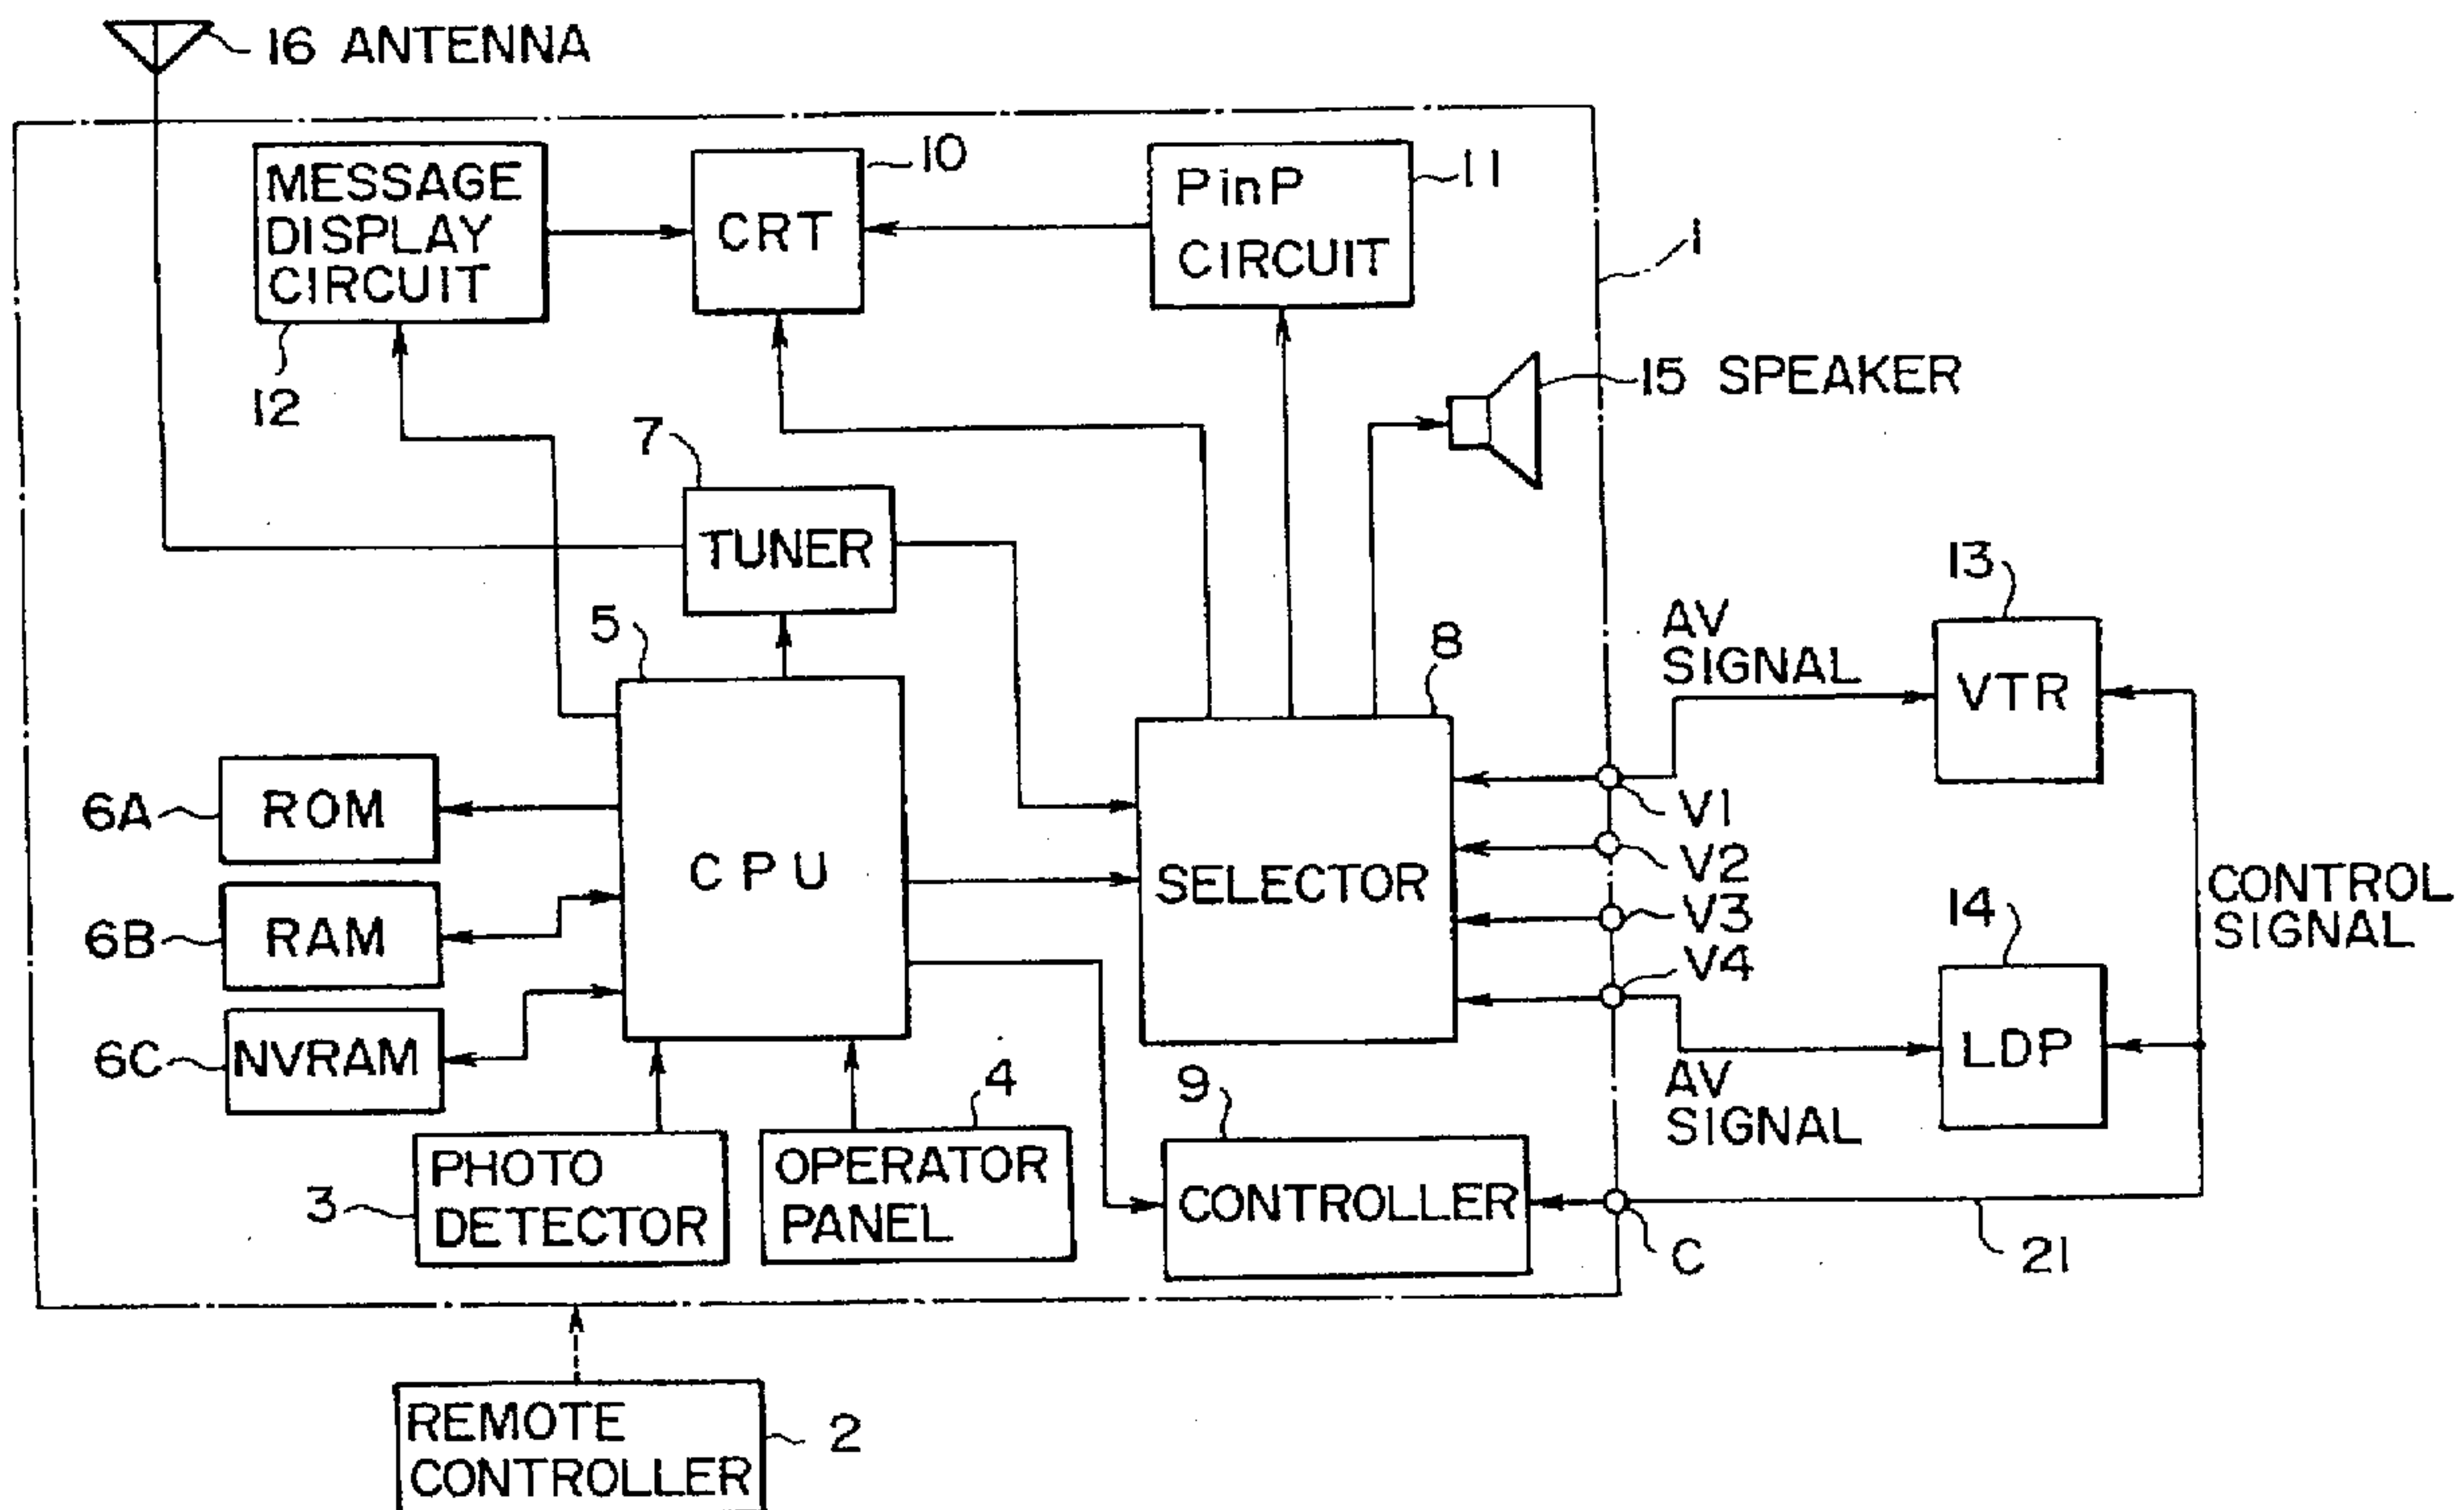 16 ANTENNA
MESSAGE
DISPLAY
CIRCUIT
12
CRT
10
PinP
CIRCUIT
11
1
15 SPEAKER
7
TUNER
5
CPU
8
SELECTOR
AV
SIGNAL
13
VTR
6A
ROM
6B
RAM
6C
NVRAM
V1
V2
V3
V4
14
LDP
CONTROL
SIGNAL
AV
SIGNAL
3
PHOTO
DETECTOR
4
OPERATOR
PANEL
9
CONTROLLER
C
21
REMOTE
CONTROLLER
2